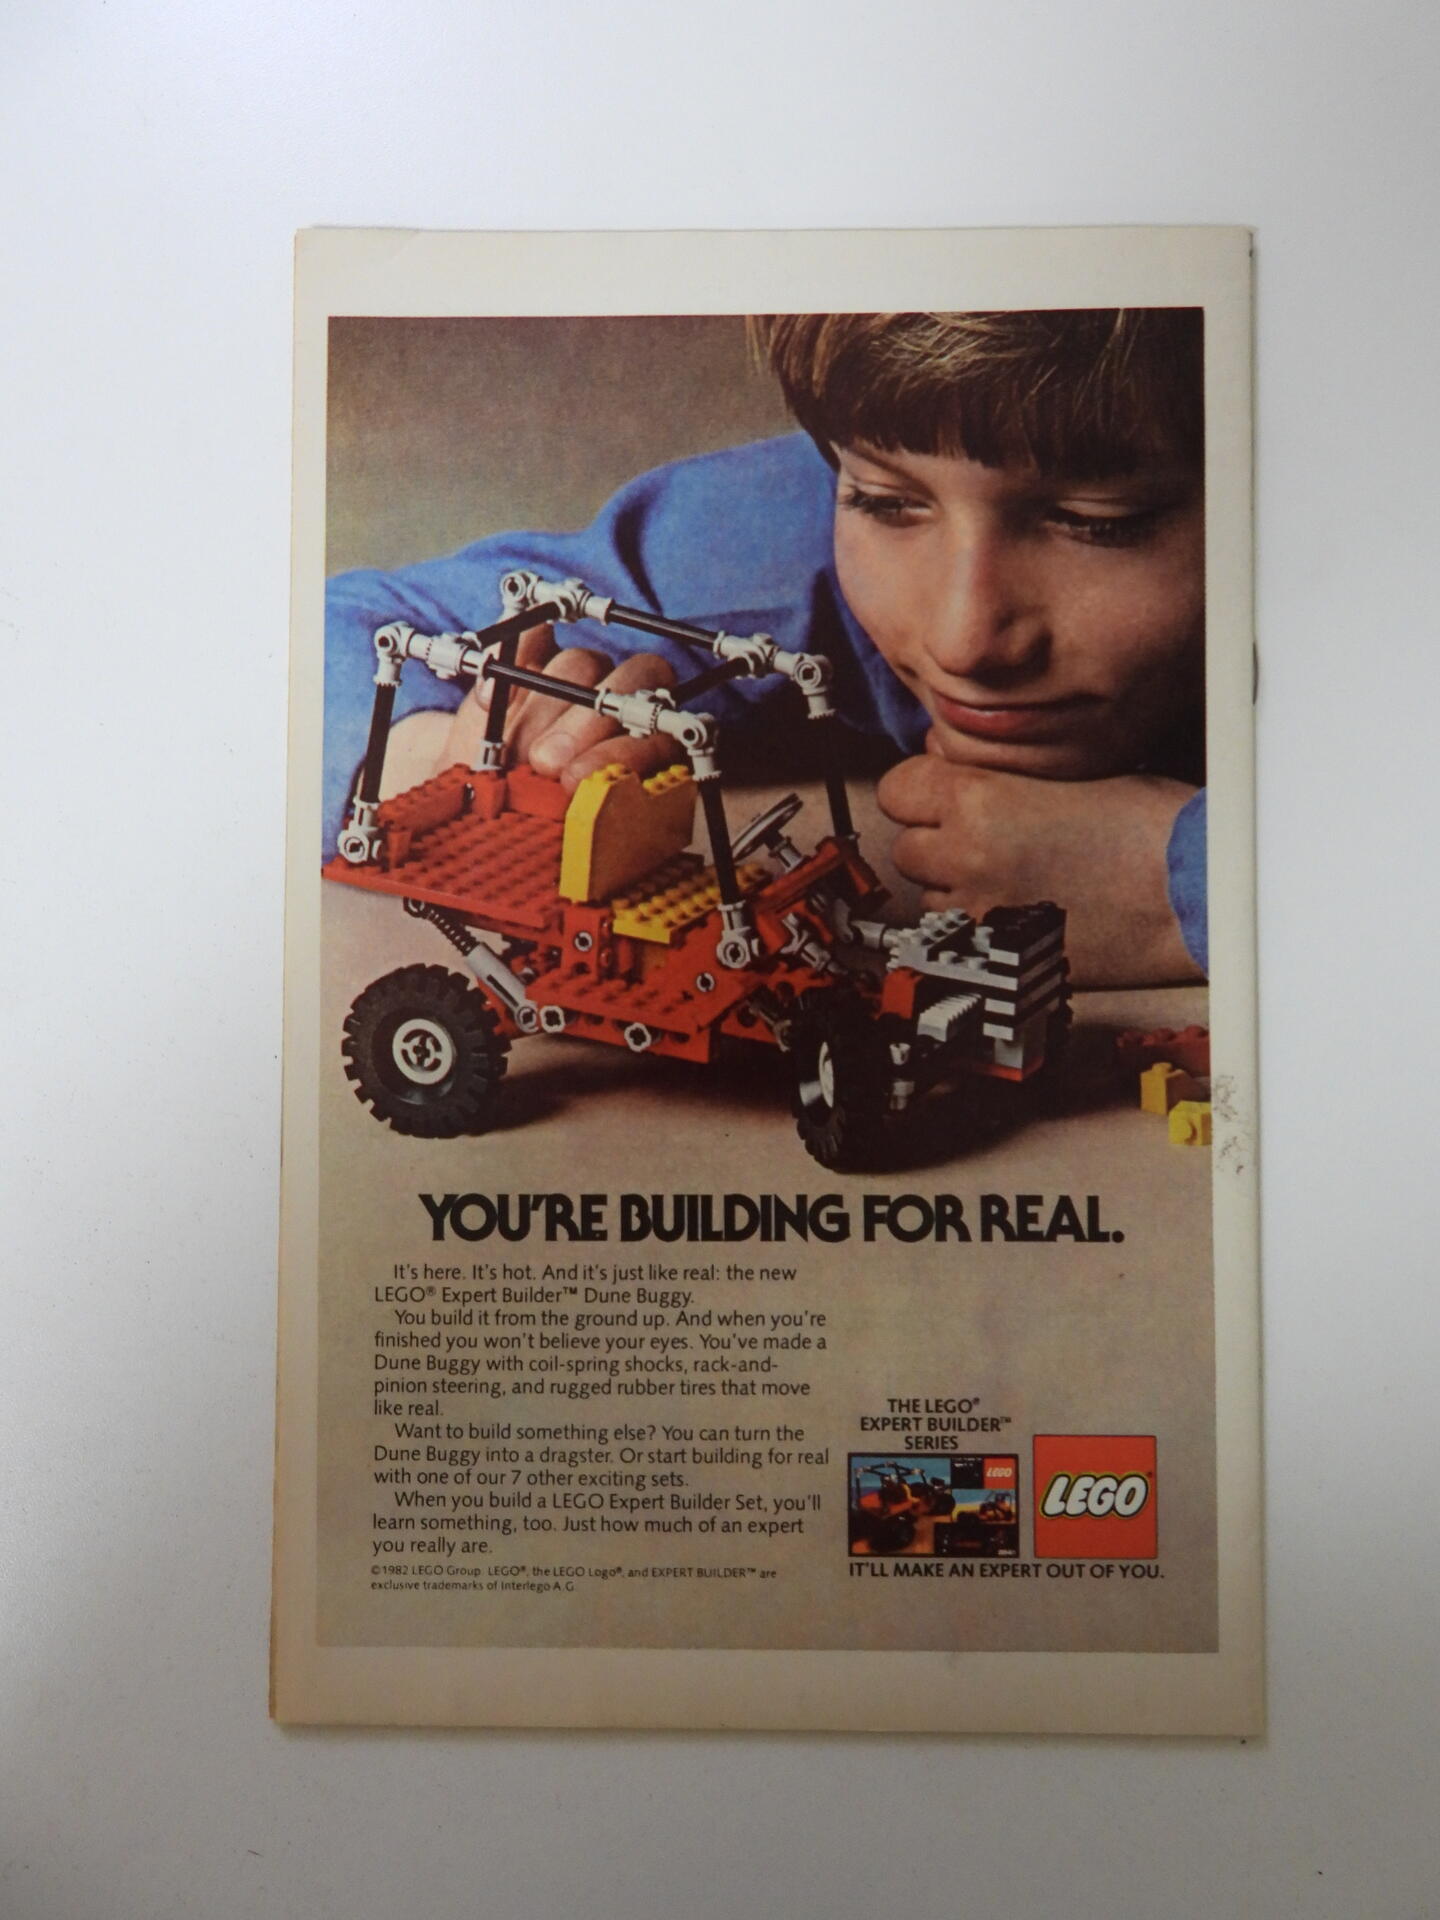 YOU'RE BUILDING FOR REAL.
It's here. It's hot. And it's just like real: the new
LEGO® Expert Builder™ Dune Buggy.
You build it from the ground up. And when you're
finished you won't believe your eyes. You've made a
Dune Buggy with coil-spring shocks, rack-and-
pinion steering, and rugged rubber tires that move
like real.
Want to build something else? You can turn the
Dune Buggy into a dragster. Or start building for real
with one of our 7 other exciting sets.
When you build a LEGO Expert Builder Set, you'll
learn something, too. Just how much of an expert
you really are.
©1982 LEGO Group. LEGO®, the LEGO Logo®, and EXPERT BUILDER™ are
exclusive trademarks of Interlego A.G.
THE LEGO®
EXPERT BUILDER™
SERIES
LEGO
LEGO®
IT'LL MAKE AN EXPERT OUT OF YOU.